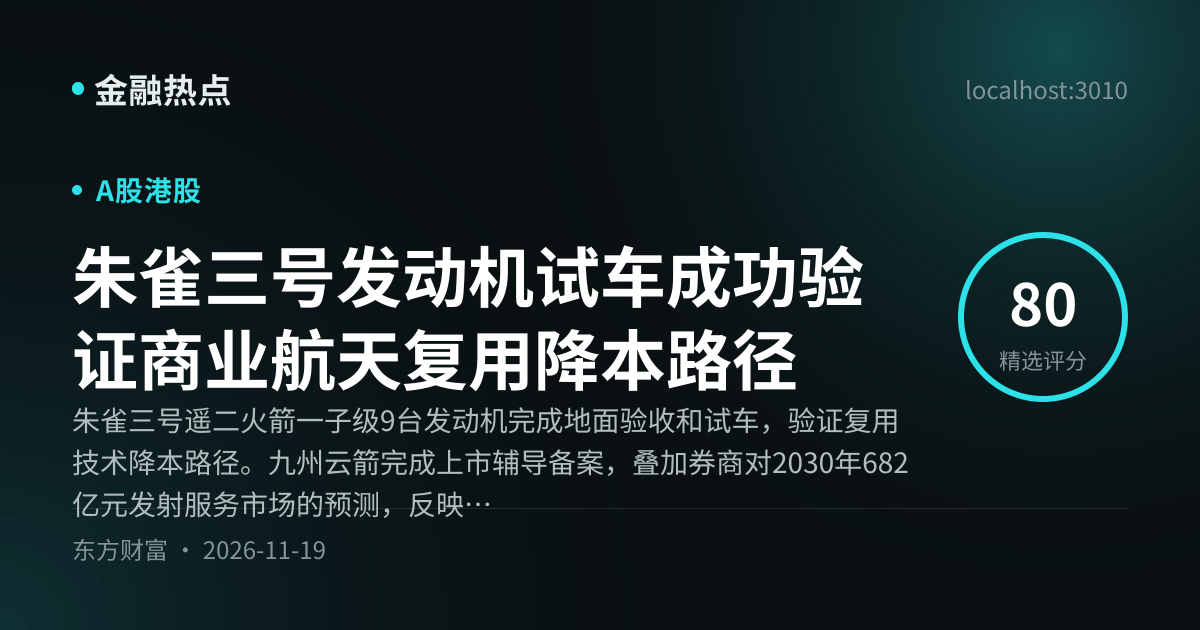 金融热点
localhost:3010
A股港股
朱雀三号发动机试车成功验
证商业航天复用降本路径
80
精选评分
朱雀三号遥二火箭一子级9台发动机完成地面验收和试车，验证复用
技术降本路径。九州云箭完成上市辅导备案，叠加券商对2030年682
亿元发射服务市场的预测，反映…
东方财富 · 2026-11-19